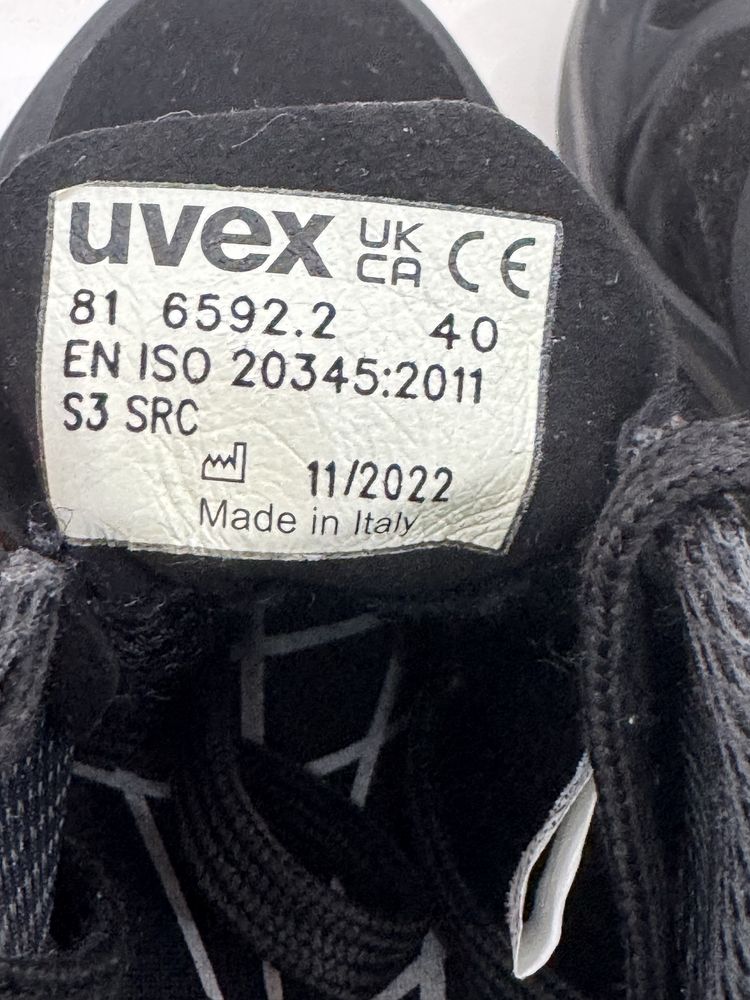 uvex UK CA CE
81 6592.2 40
EN ISO 20345:2011
S3 SRC
11/2022
Made in Italy